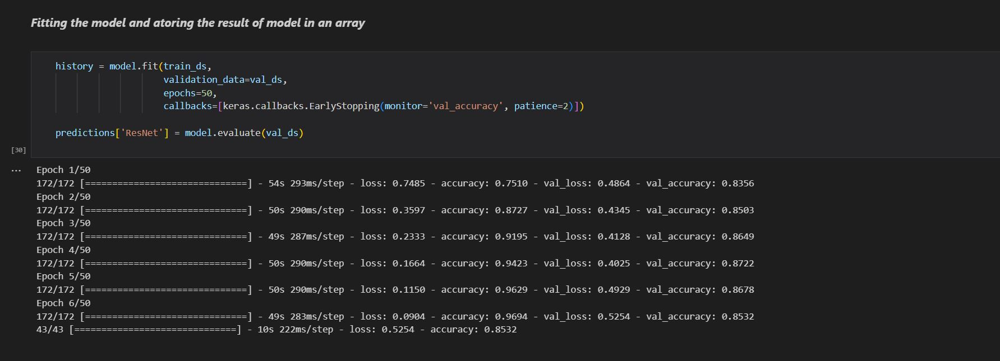 Fitting the model and atoring the result of model in an array
history = model.fit(train_ds,
validation_data=val_ds,
epochs=50,
callbacks=[keras.callbacks.EarlyStopping(monitor='val_accuracy', patience=2)])
predictions['ResNet'] = model.evaluate(val_ds)
[30]
... Epoch 1/50
172/172 [==============================] - 54s 293ms/step - loss: 0.7485 - accuracy: 0.7510 - val_loss: 0.4864 - val_accuracy: 0.8356
Epoch 2/50
172/172 [==============================] - 50s 290ms/step - loss: 0.3597 - accuracy: 0.8727 - val_loss: 0.4345 - val_accuracy: 0.8503
Epoch 3/50
172/172 [==============================] - 49s 287ms/step - loss: 0.2333 - accuracy: 0.9195 - val_loss: 0.4128 - val_accuracy: 0.8649
Epoch 4/50
172/172 [==============================] - 50s 290ms/step - loss: 0.1664 - accuracy: 0.9423 - val_loss: 0.4025 - val_accuracy: 0.8722
Epoch 5/50
172/172 [==============================] - 50s 290ms/step - loss: 0.1150 - accuracy: 0.9629 - val_loss: 0.4929 - val_accuracy: 0.8678
Epoch 6/50
172/172 [==============================] - 49s 283ms/step - loss: 0.0904 - accuracy: 0.9694 - val_loss: 0.5254 - val_accuracy: 0.8532
43/43 [==============================] - 10s 222ms/step - loss: 0.5254 - accuracy: 0.8532